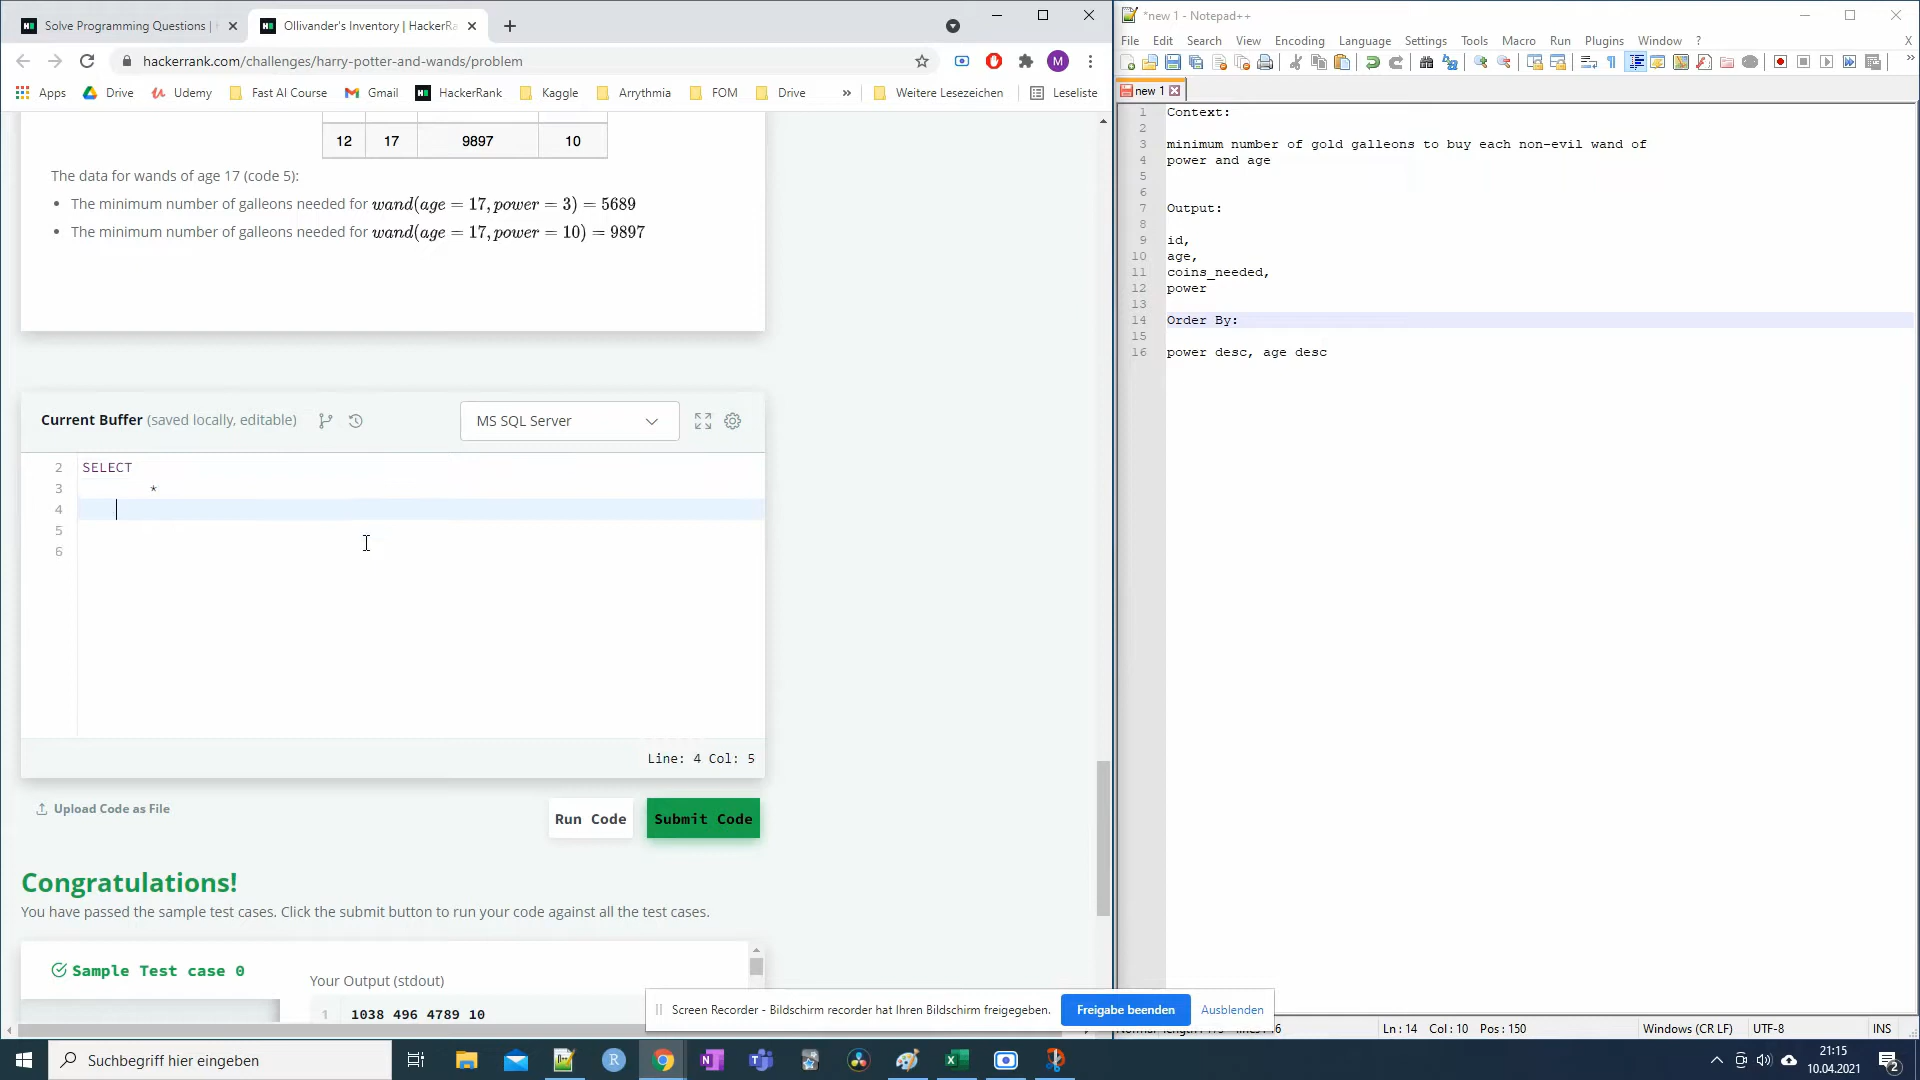 Solve Programming Questions |
Ollivander's Inventory | HackerRa
hackerrank.com/challenges/harry-potter-and-wands/problem
M
Apps
Drive
Udemy
Fast AI Course
Gmail
HackerRank
Kaggle
Arrythmia
FOM
Drive
»
Weitere Lesezeichen
Leseliste
12 17 9897 10
The data for wands of age 17 (code 5):
• The minimum number of galleons needed for wand(age = 17, power = 3) = 5689
• The minimum number of galleons needed for wand(age = 17, power = 10) = 9897
Current Buffer (saved locally, editable)
MS SQL Server
2 SELECT
3 *
4
5
6
Line: 4 Col: 5
Upload Code as File
Run Code
Submit Code
Congratulations!
You have passed the sample test cases. Click the submit button to run your code against all the test cases.
Sample Test case 0
Your Output (stdout)
1 1038 496 4789 10
Screen Recorder - Bildschirm recorder hat Ihren Bildschirm freigegeben.
Freigabe beenden
Ausblenden
*new 1 - Notepad++
File Edit Search View Encoding Language Settings Tools Macro Run Plugins Window ?
X
new 1
1 Context:
2
3 minimum number of gold galleons to buy each non-evil wand of
4 power and age
5
6
7 Output:
8
9 id,
10 age,
11 coins_needed,
12 power
13
14 Order By:
15
16 power desc, age desc
Ln : 14 Col : 10 Pos : 150
Windows (CR LF)
UTF-8
INS
Suchbegriff hier eingeben
21:15
10.04.2021
2